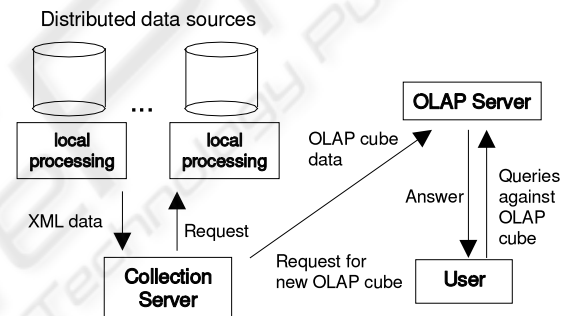 Distributed data sources
...
local
processing
local
processing
OLAP Server
OLAP cube
data
XML data
Request
Answer
Queries
against
OLAP
cube
Collection
Server
Request for
new OLAP cube
User